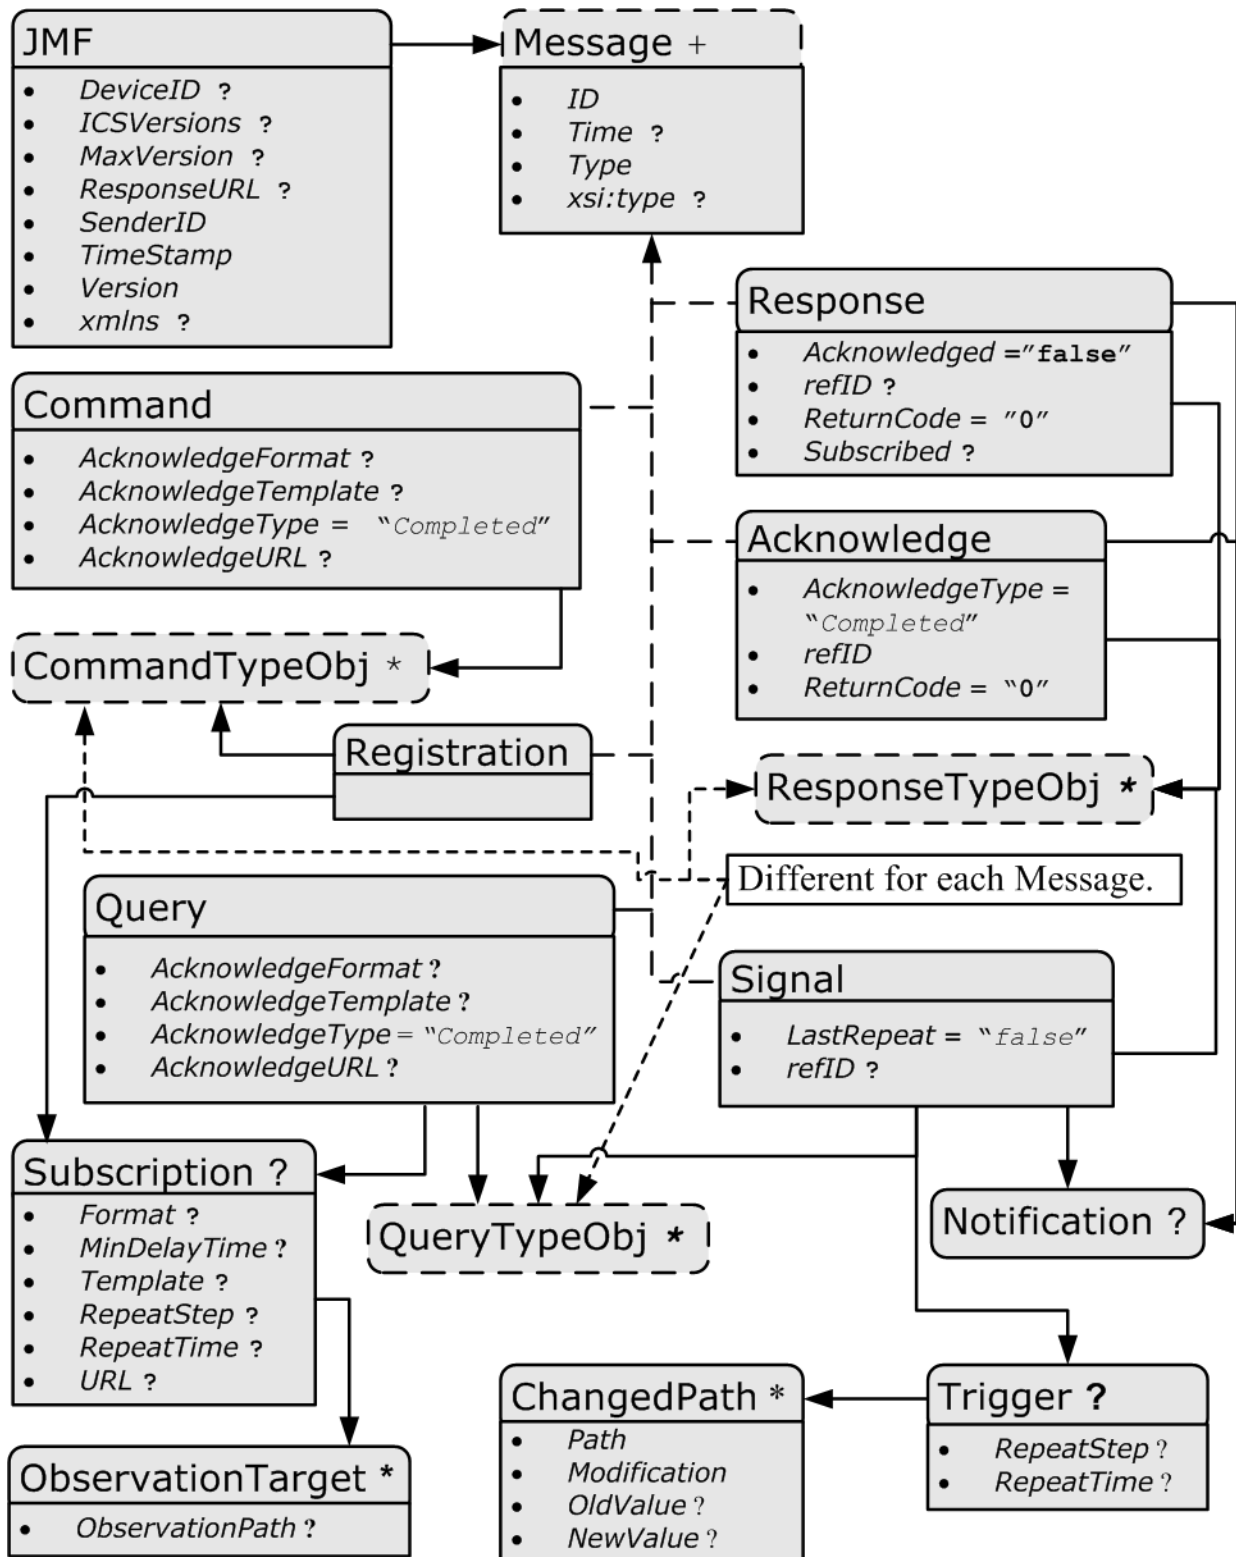 JMF
• DeviceID ?
• ICSVersions ?
• MaxVersion ?
• ResponseURL ?
• SenderID
• TimeStamp
• Version
• xmlns ?
Message +
• ID
• Time ?
• Type
• xsi:type ?
Response
• Acknowledged =”false”
• refID ?
• ReturnCode = ”0”
• Subscribed ?
Command
• AcknowledgeFormat ?
• AcknowledgeTemplate ?
• AcknowledgeType = “Completed”
• AcknowledgeURL ?
Acknowledge
• AcknowledgeType =
“Completed”
• refID
• ReturnCode = “0”
CommandTypeObj *
Registration
ResponseTypeObj *
Different for each Message.
Query
• AcknowledgeFormat ?
• AcknowledgeTemplate ?
• AcknowledgeType = “Completed”
• AcknowledgeURL ?
Signal
• LastRepeat = “false”
• refID ?
Subscription ?
• Format ?
• MinDelayTime ?
• Template ?
• RepeatStep ?
• RepeatTime ?
• URL ?
QueryTypeObj *
Notification ?
ChangedPath *
• Path
• Modification
• OldValue ?
• NewValue ?
Trigger ?
• RepeatStep ?
• RepeatTime ?
ObservationTarget *
• ObservationPath ?